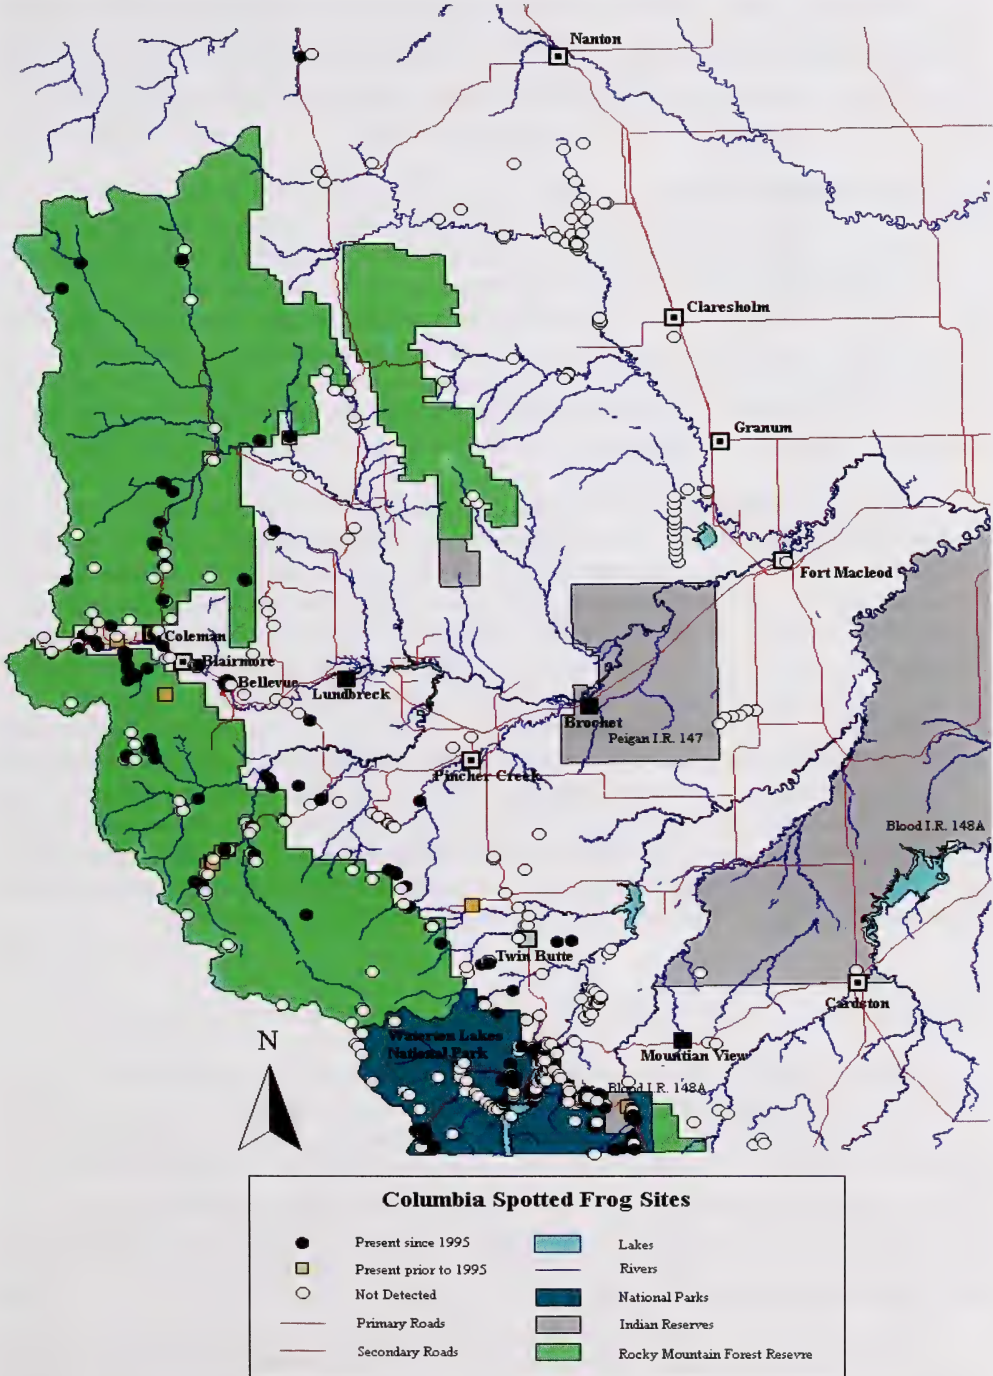 Nanton
Claresholm
Granum
Fort Macleod
Coleman
Blairmore
Bellevue
Lundbreck
Brocket
Peigan I.R. 147
Pincher Creek
Blood I.R. 148A
Twin Butte
Cardston
N
Waterton Lakes
National Park
Mountian View
Blood I.R. 148A
Columbia Spotted Frog Sites
Present since 1995
Present prior to 1995
Not Detected
Primary Roads
Secondary Roads
Lakes
Rivers
National Parks
Indian Reserves
Rocky Mountain Forest Resevre